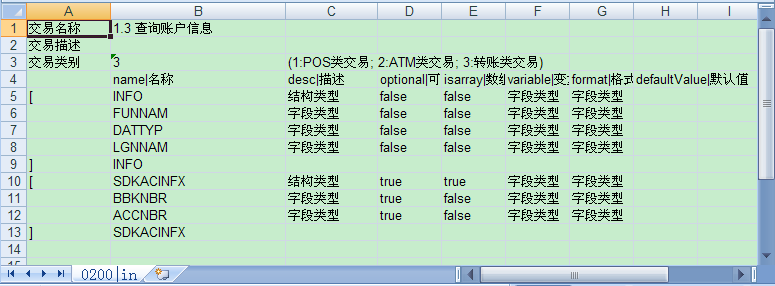 A B C D E F G H I
1 交易名称 1.3 查询账户信息
2 交易描述
3 交易类别 3 (1:POS类交易; 2:ATM类交易; 3:转账类交易)
4 name|名称 desc|描述 optional|可 isarray|数组 variable|变 format|格式 defaultValue|默认值
5 [ INFO 结构类型 false false 字段类型 字段类型
6 FUNNAM 字段类型 false false 字段类型 字段类型
7 DATTYP 字段类型 false false 字段类型 字段类型
8 LGNNAM 字段类型 false false 字段类型 字段类型
9 ] INFO
10 [ SDKACINFX 结构类型 true true 字段类型 字段类型
11 BBKNBR 字段类型 true false 字段类型 字段类型
12 ACCNBR 字段类型 true false 字段类型 字段类型
13 ] SDKACINFX
14
15
0200|in